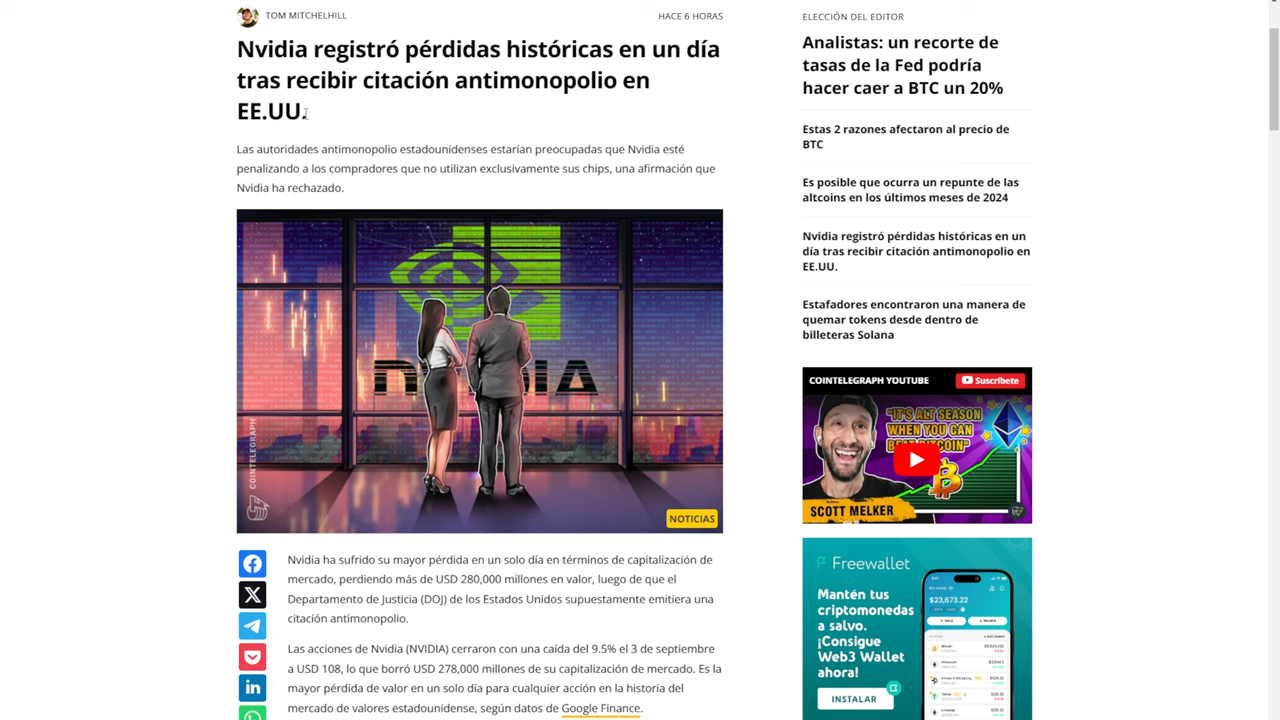 TOM MITCHELHILL
HACE 6 HORAS
Nvidia registró pérdidas históricas en un día
tras recibir citación antimonopolio en
EE.UU.
Las autoridades antimonopolio estadounidenses estarían preocupadas que Nvidia esté
penalizando a los compradores que no utilizan exclusivamente sus chips, una afirmación que
Nvidia ha rechazado.
COINTELEGRAPH
NOTICIAS
Nvidia ha sufrido su mayor pérdida en un solo día en términos de capitalización de
mercado, perdiendo más de USD 280,000 millones en valor, luego de que el
Departamento de Justicia (DOJ) de los Estados Unidos supuestamente emitiera una
citación antimonopolio.
Las acciones de Nvidia (NVIDIA) cerraron con una caída del 9.5% el 3 de septiembre
USD 108, lo que borró USD 278,000 millones de su capitalización de mercado. Es la
mayor pérdida de valor en un solo día para cualquier acción en la historia del
mercado de valores estadounidense, según datos de Google Finance.
ELECCIÓN DEL EDITOR
Analistas: un recorte de
tasas de la Fed podría
hacer caer a BTC un 20%
Estas 2 razones afectaron al precio de
BTC
Es posible que ocurra un repunte de las
altcoins en los últimos meses de 2024
Nvidia registró pérdidas históricas en un
día tras recibir citación antimonopolio en
EE.UU.
Estafadores encontraron una manera de
quemar tokens desde dentro de
billeteras Solana
COINTELEGRAPH YOUTUBE
Suscríbete
"IT'S ALT SEASON
WHEN YOU CAN
BEAT BITCOIN"
SCOTT MELKER
Freewallet
Mantén tus
criptomonedas
a salvo.
¡Consigue
Web3 Wallet
ahora!
INSTALAR
$23,673.22